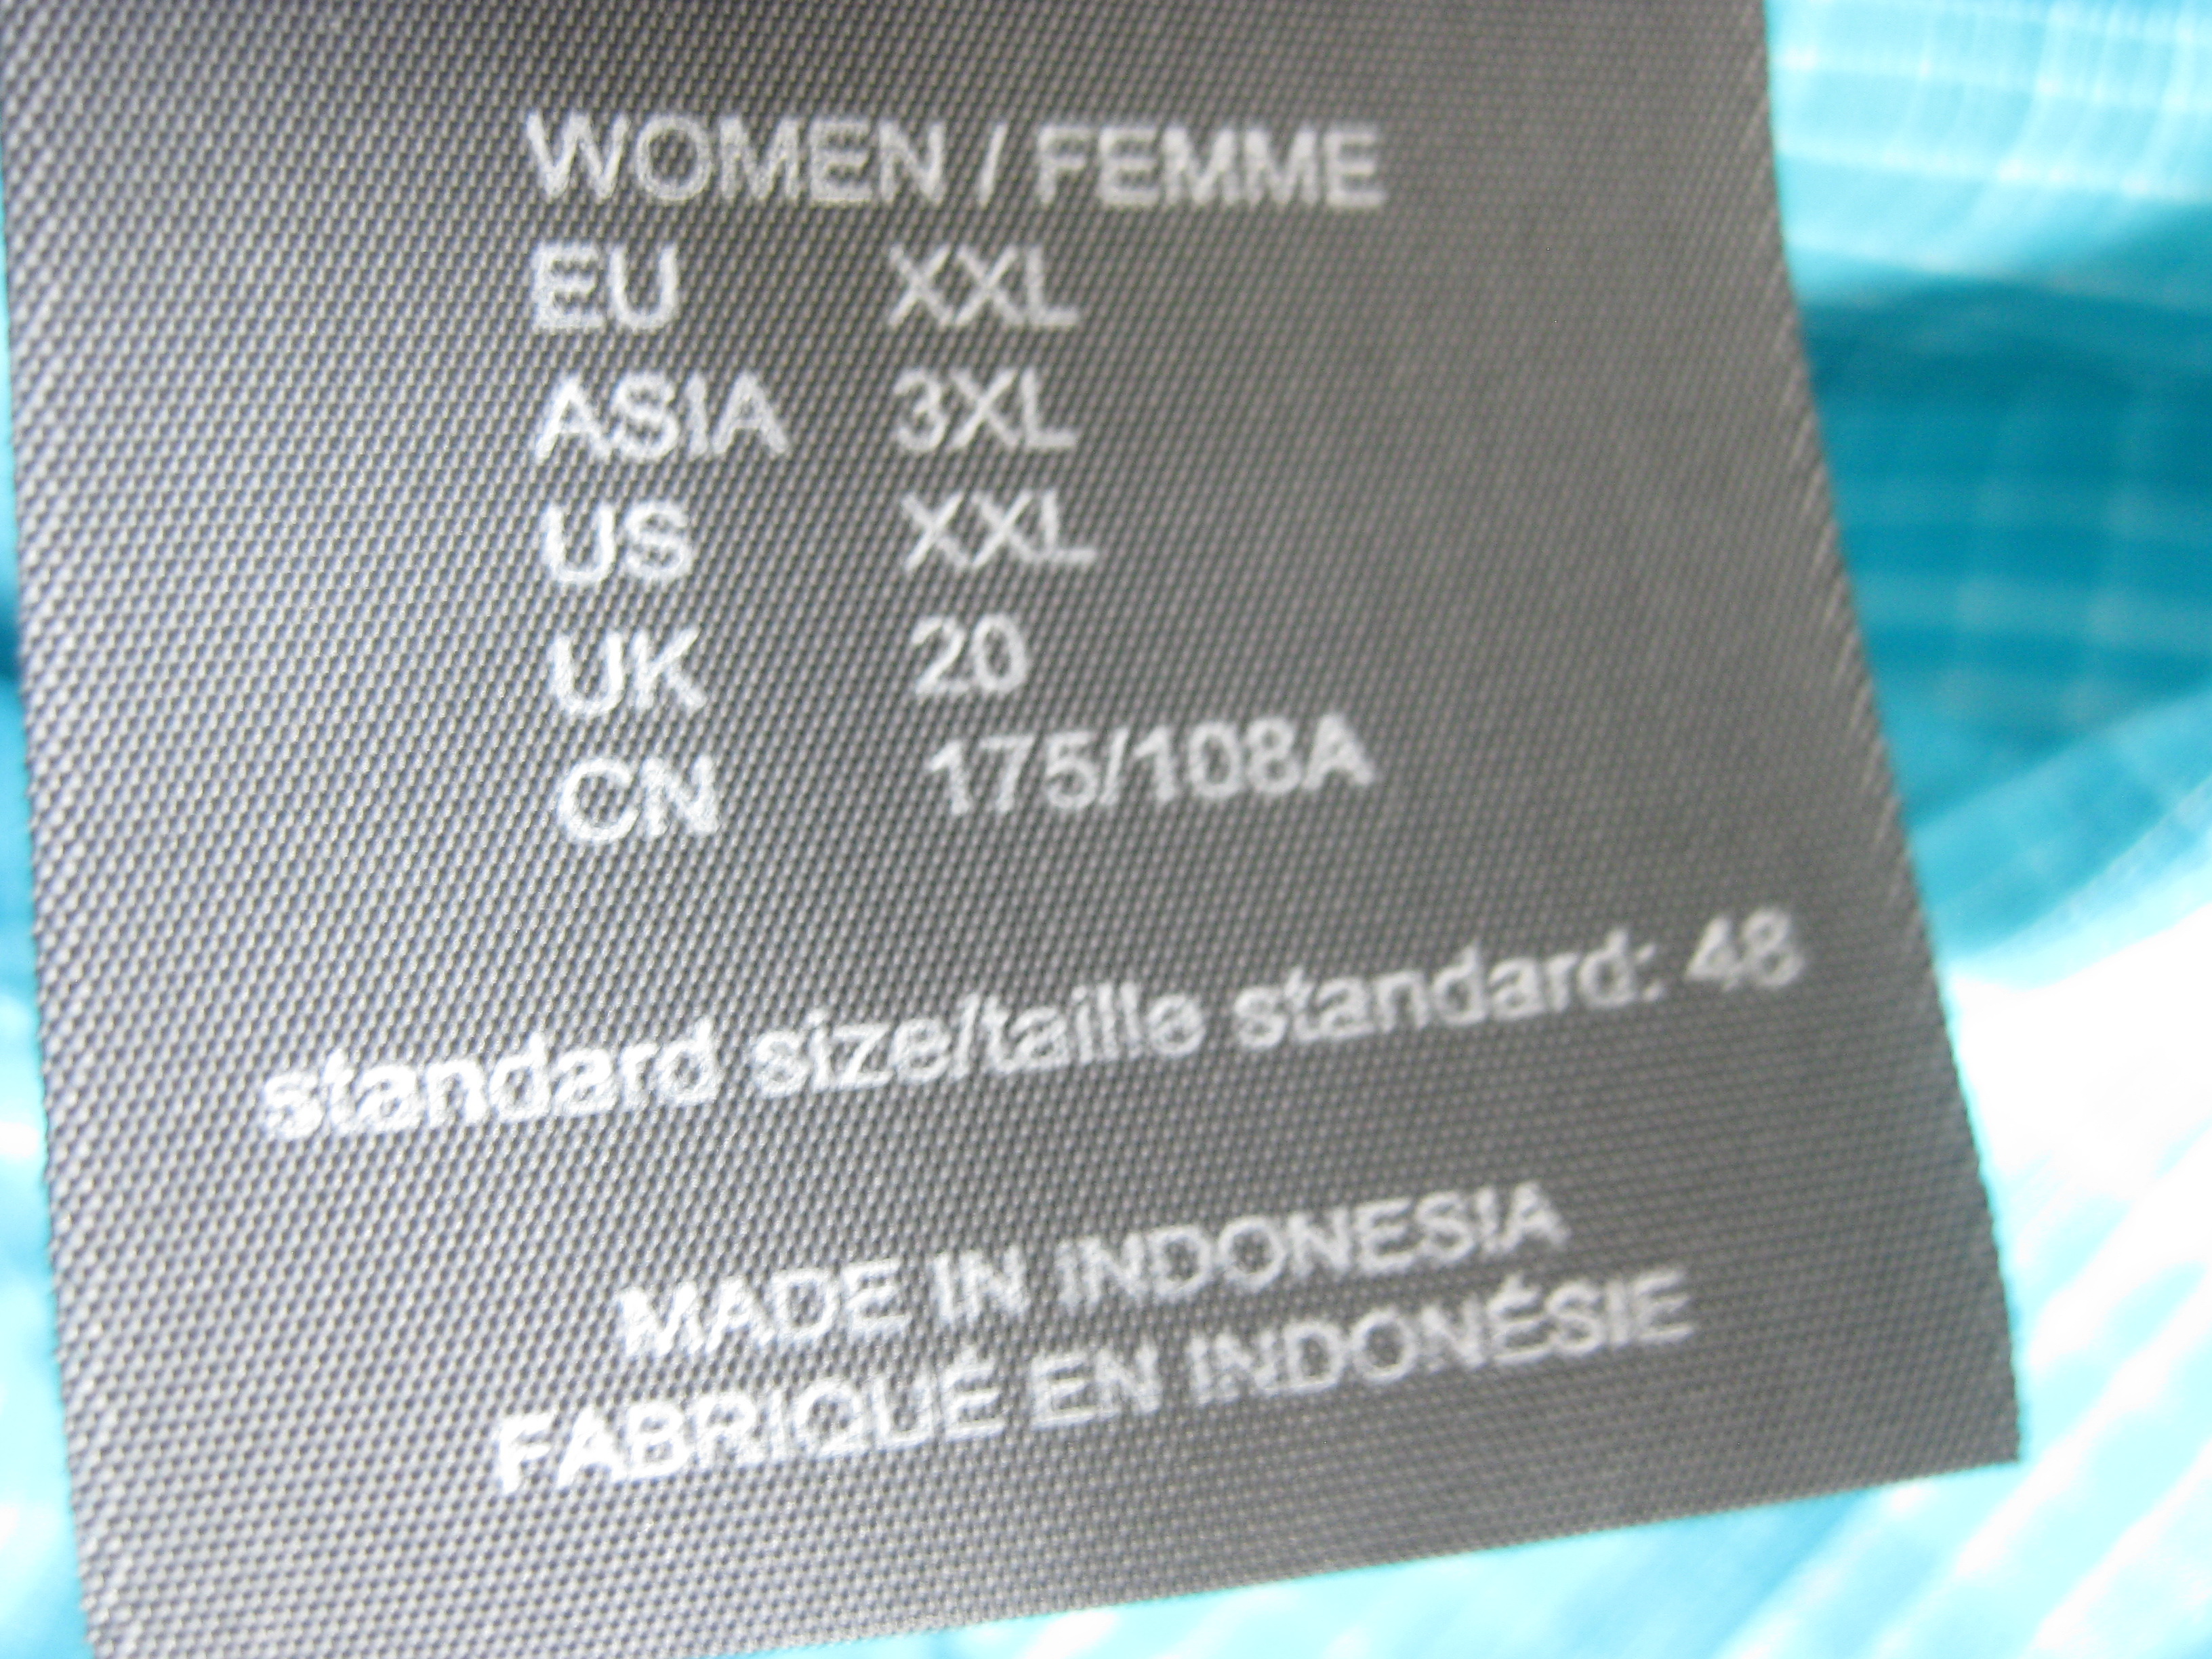 WOMEN / FEMME
EU XXL
ASIA 3XL
US XXL
UK 20
CN 175/108A
standard size/taille standard: 48
MADE IN INDONESIA
FABRIQUÉ EN INDONÉSIE